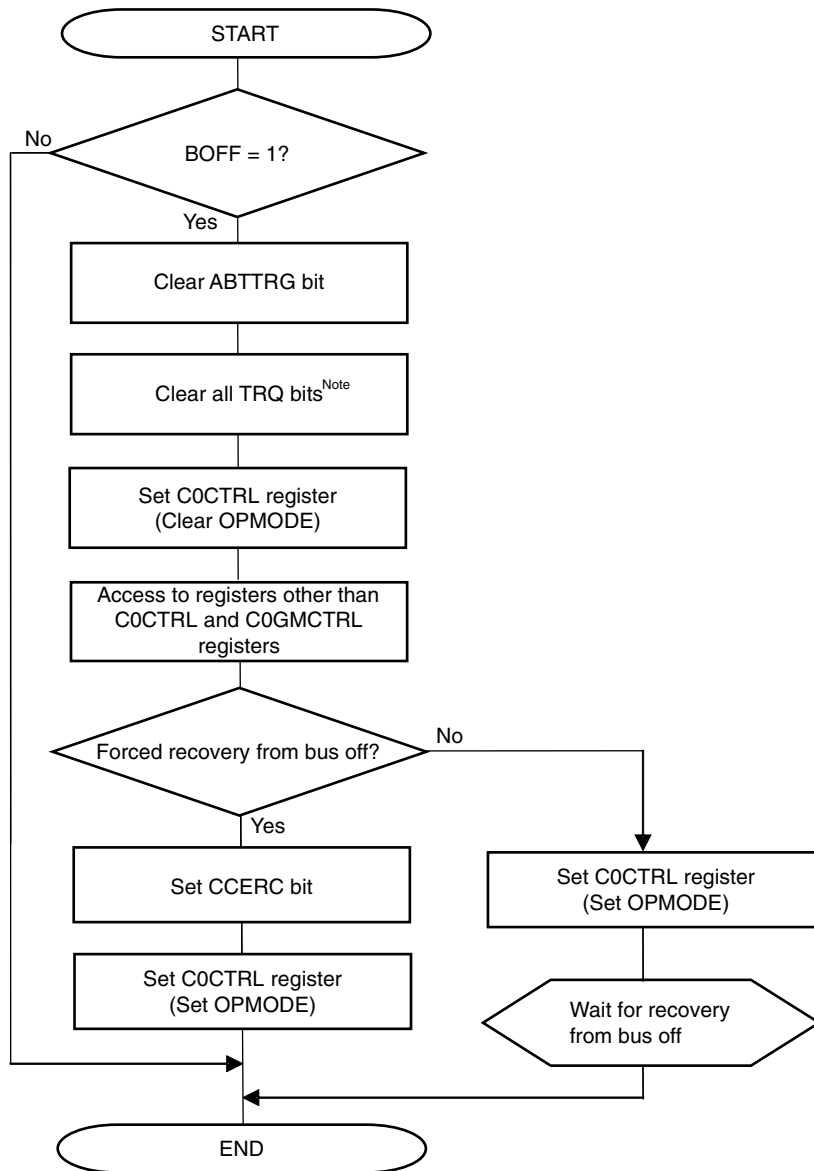 START
No
BOFF = 1?
Yes
Clear ABTTRG bit
Clear all TRQ bitsNote
Set C0CTRL register
(Clear OPMODE)
Access to registers other than
C0CTRL and C0GMCTRL
registers
Forced recovery from bus off?
No
Yes
Set CCERC bit
Set C0CTRL register
(Set OPMODE)
Set C0CTRL register
(Set OPMODE)
Wait for recovery
from bus off
END